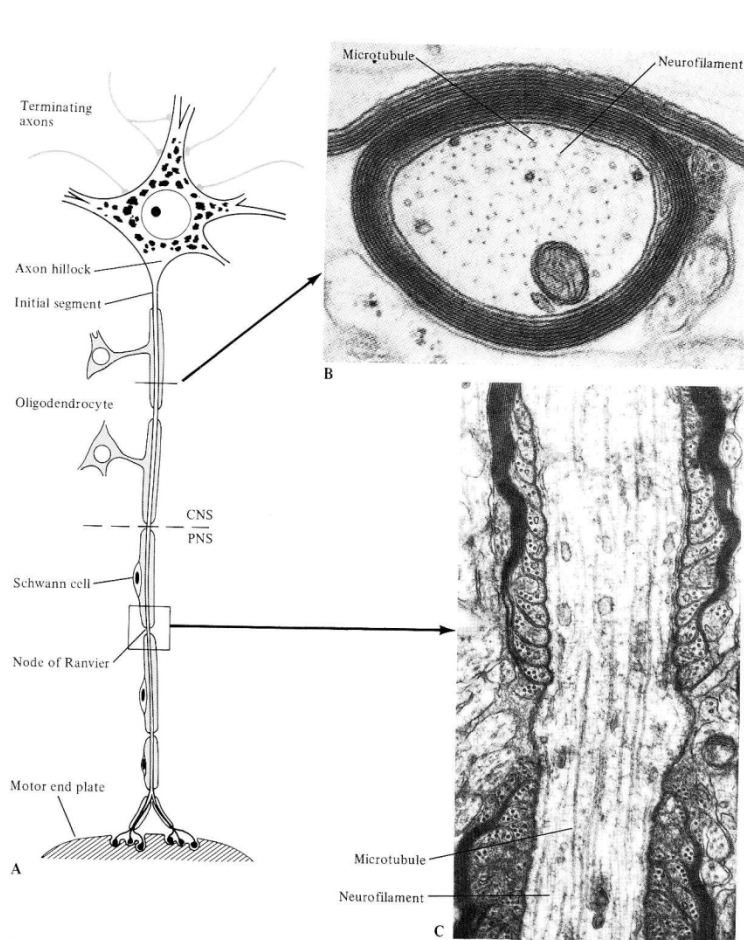 Microtubule
Neurofilament
Terminating
axons
Axon hillock
Initial segment
B
Oligodendrocyte
CNS
PNS
Schwann cell
Node of Ranvier
Motor end plate
A
Microtubule
Neurofilament
C